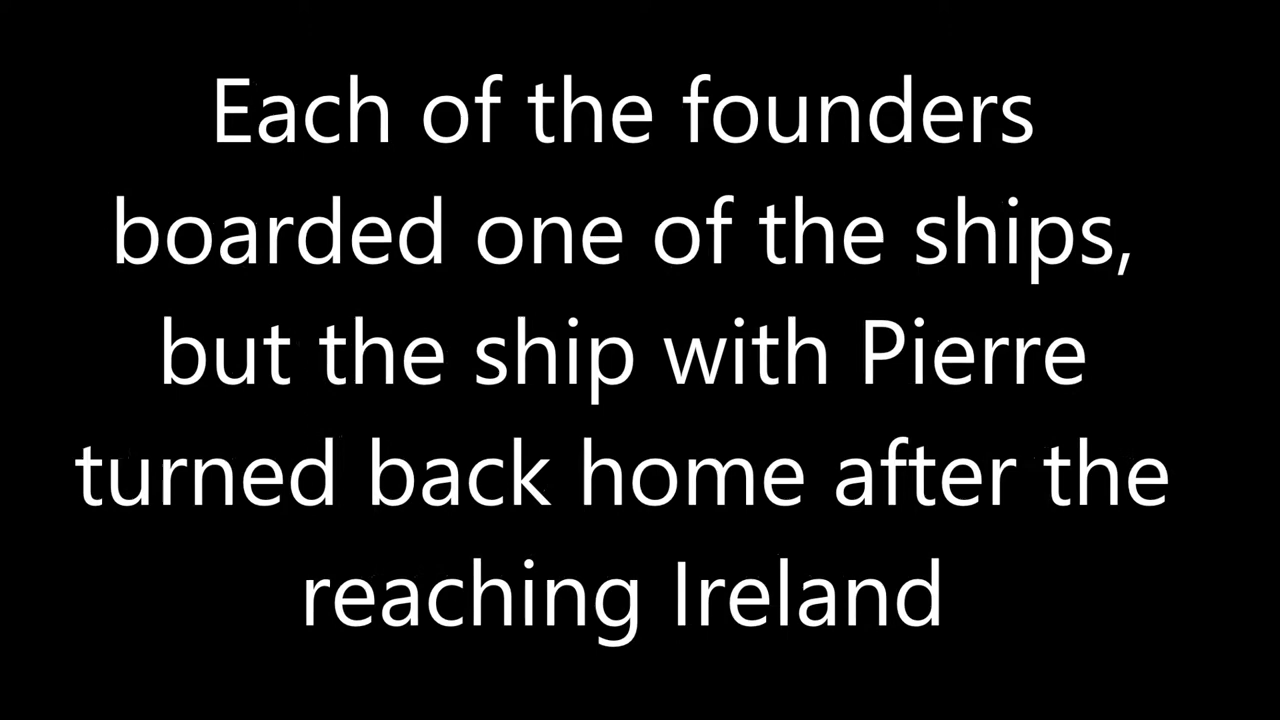 Each of the founders
boarded one of the ships,
but the ship with Pierre
turned back home after the
reaching Ireland